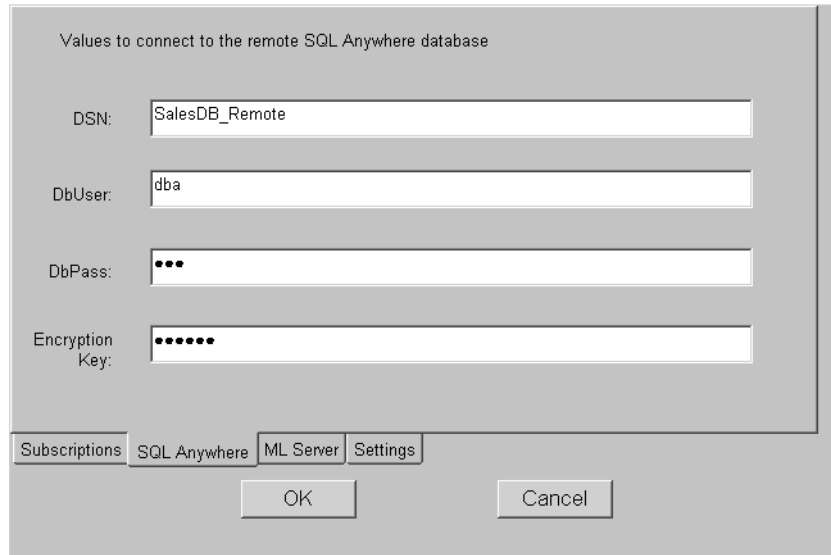 Values to connect to the remote SQL Anywhere database
DSN: SalesDB_Remote
DbUser: dba
DbPass: •••
Encryption
Key: ••••••
Subscriptions SQL Anywhere ML Server Settings
OK Cancel